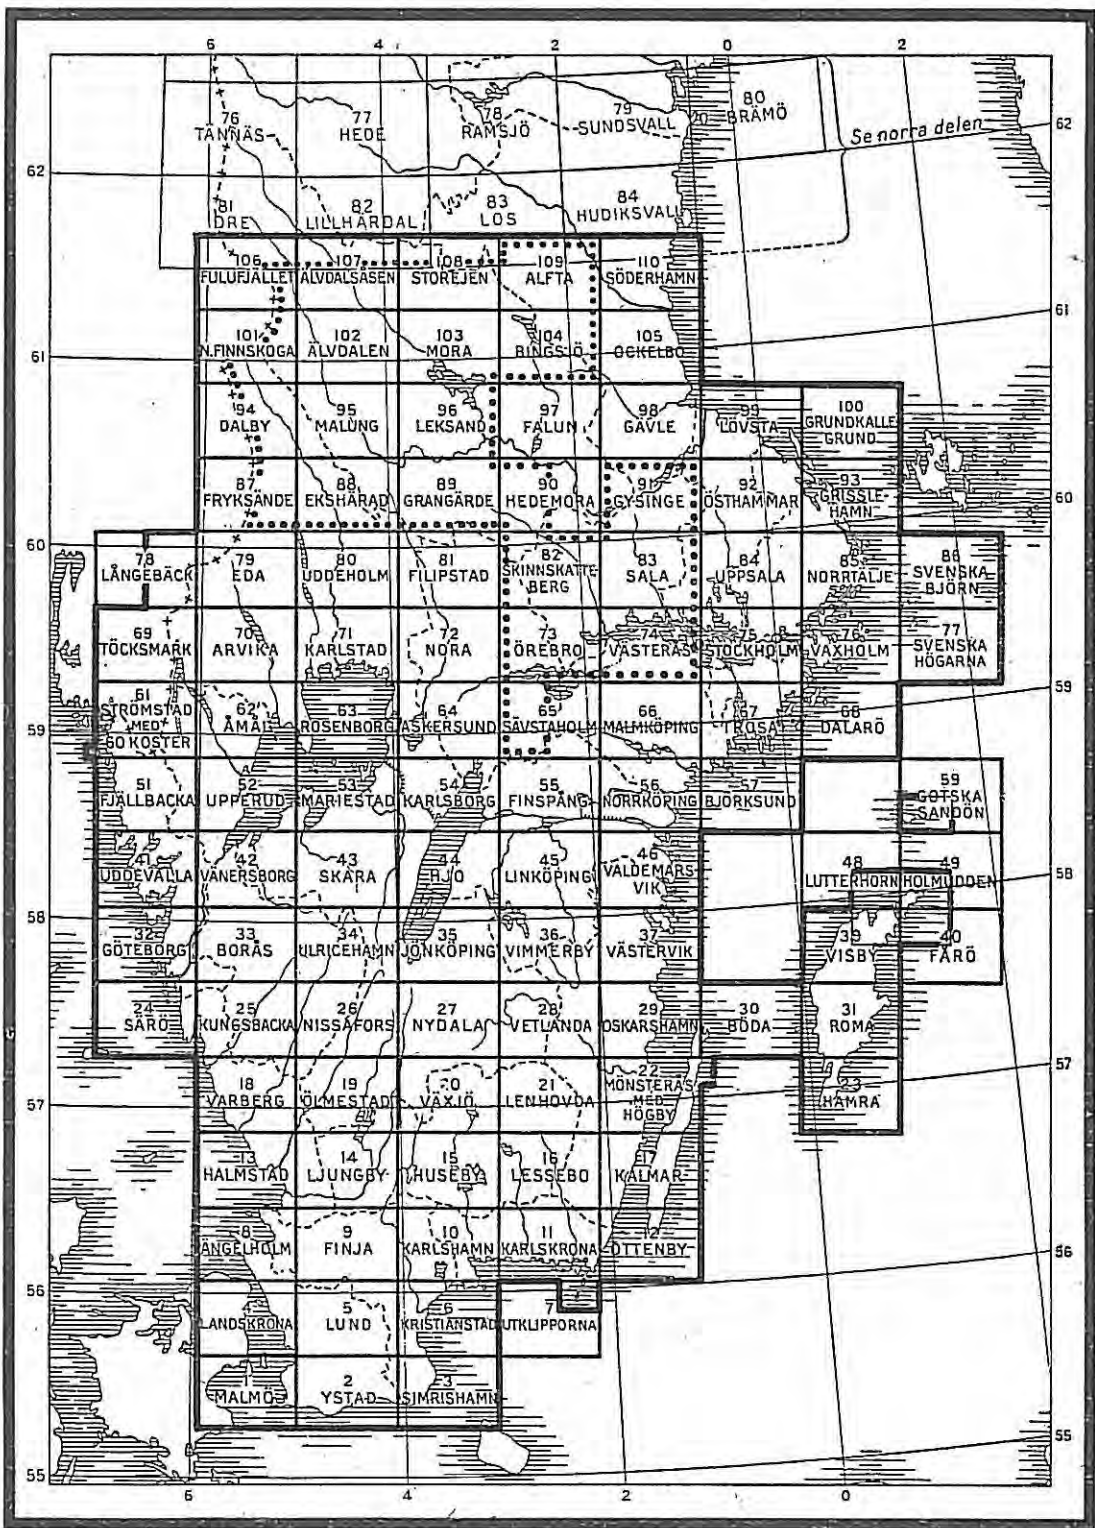 6 4 2 0 2
76 TÄNNÄS
77 HEDE
78 RAMSJÖ
79 SUNDSVALL
80 BRÄMÖ
Se norra delen
62 62
81 DRE
82 LILLHÄRDAL
83 LOS
84 HUDIKSVALL
106 FULUFJÄLLET
107 ÄLVDALSÅSEN
108 STOREJEN
109 ALFTA
110 SÖDERHAMN
61 61
101 N.FINNSKOGA
102 ÄLVDALEN
103 MORA
104 RINGSJÖ
105 OCKELBO
94 DALBY
95 MALUNG
96 LEKSAND
97 FALUN
98 GÄVLE
99 LÖVSTA
100 GRUNDKALLE
GRUND
87 FRYKSÄNDE
88 EKSHÄRAD
89 GRANGÄRDE
90 HEDEMORA
91 GYSINGE
92 ÖSTHAMMAR
93 GRISSLE-
HAMN
60 60
78 LÅNGEBÄCK
79 EDA
80 UDDEHOLM
81 FILIPSTAD
82 SKINNSKATTE-
BERG
83 SALA
84 UPPSALA
85 NORRTÄLJE
86 SVENSKA
BJÖRN
69 TÖCKSMARK
70 ARVIKA
71 KARLSTAD
72 NORA
73 ÖREBRO
74 VÄSTERÅS
75 STOCKHOLM
76 VAXHOLM
77 SVENSKA
HÖGARNA
59 59
61 STRÖMSTAD
MED
60 KOSTER
62 ÅMÅL
63 ROSENBORG
64 ASKERSUND
65 SÄVSTAHOLM
66 MALMKÖPING
67 TROSA
68 DALARÖ
51 FJÄLLBACKA
52 UPPERUD
53 MARIESTAD
54 KARLSBORG
55 FINSPÅNG
56 NORRKÖPING
57 BJÖRKSUND
59 GOTSKA
SANDÖN
41 UDDEVALLA
42 VÄNERSBORG
43 SKARA
44 HJO
45 LINKÖPING
46 VALDEMARS-
VIK
48 LUTTERHORN
49 HOLMUDDEN
58 58
32 GÖTEBORG
33 BORÅS
34 ULRICEHAMN
35 JÖNKÖPING
36 VIMMERBY
37 VÄSTERVIK
39 VISBY
40 FÅRÖ
24 SÄRÖ
25 KUNGSBACKA
26 NISSAFORS
27 NYDALA
28 VETLANDA
29 OSKARSHAMN
30 BÖDA
31 ROMA
57 57
18 VARBERG
19 ÖLMESTAD
20 VÄXJÖ
21 LENHOVDA
22 MÖNSTERÅS
MED
HÖGBY
23 HAMRA
13 HALMSTAD
14 LJUNGBY
15 HUSEBY
16 LESSEBO
17 KALMAR
8 ÄNGELHOLM
9 FINJA
10 KARLSHAMN
11 KARLSKRONA
12 OTTENBY
56 56
4 LANDSKRONA
5 LUND
6 KRISTIANSTAD
7 UTKLIPPORNA
1 MALMÖ
2 YSTAD
3 SIMRISHAMN
55 55
6 4 2 0